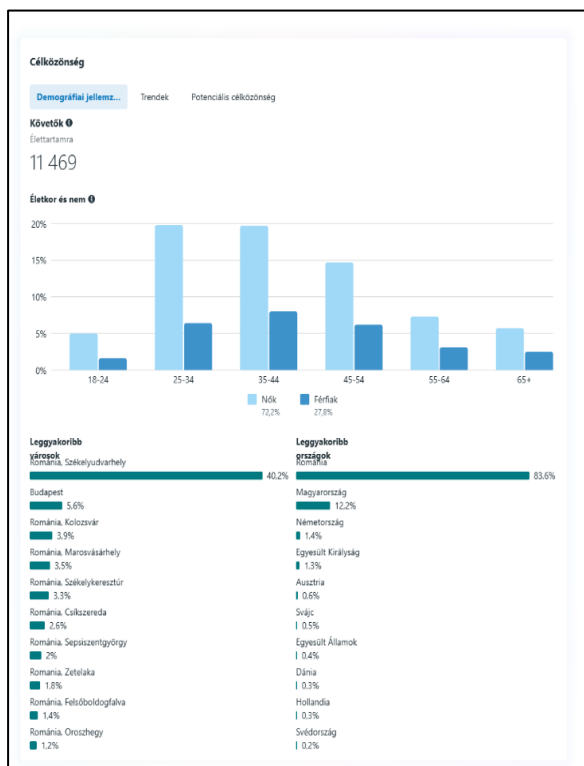 Célközönség
Demográfiai jellemz... Trendek Potenciális célközönség
Követők
Élettartamra
11 469
Életkor és nem
20%
15%
10%
5%
0%
18-24 25-34 35-44 45-54 55-64 65+
Nők Férfiak
72,2% 27,8%
Leggyakoribb városok
Románia, Székelyudvarhely
40,2%
Budapest
5,6%
Románia, Kolozsvár
3,9%
Románia, Marosvásárhely
3,5%
Románia, Székelykeresztúr
3,3%
Románia, Csíkszereda
2,6%
Románia, Sepsiszentgyörgy
2%
Romania, Zetelaka
1,8%
Románia, Felsőboldogfalva
1,4%
Románia, Oroszhegy
1,2%
Leggyakoribb országok
Románia
83,6%
Magyarország
12,2%
Németország
1,4%
Egyesült Királyság
1,3%
Ausztria
0,6%
Svájc
0,5%
Egyesült Államok
0,4%
Dánia
0,3%
Hollandia
0,3%
Svédország
0,2%